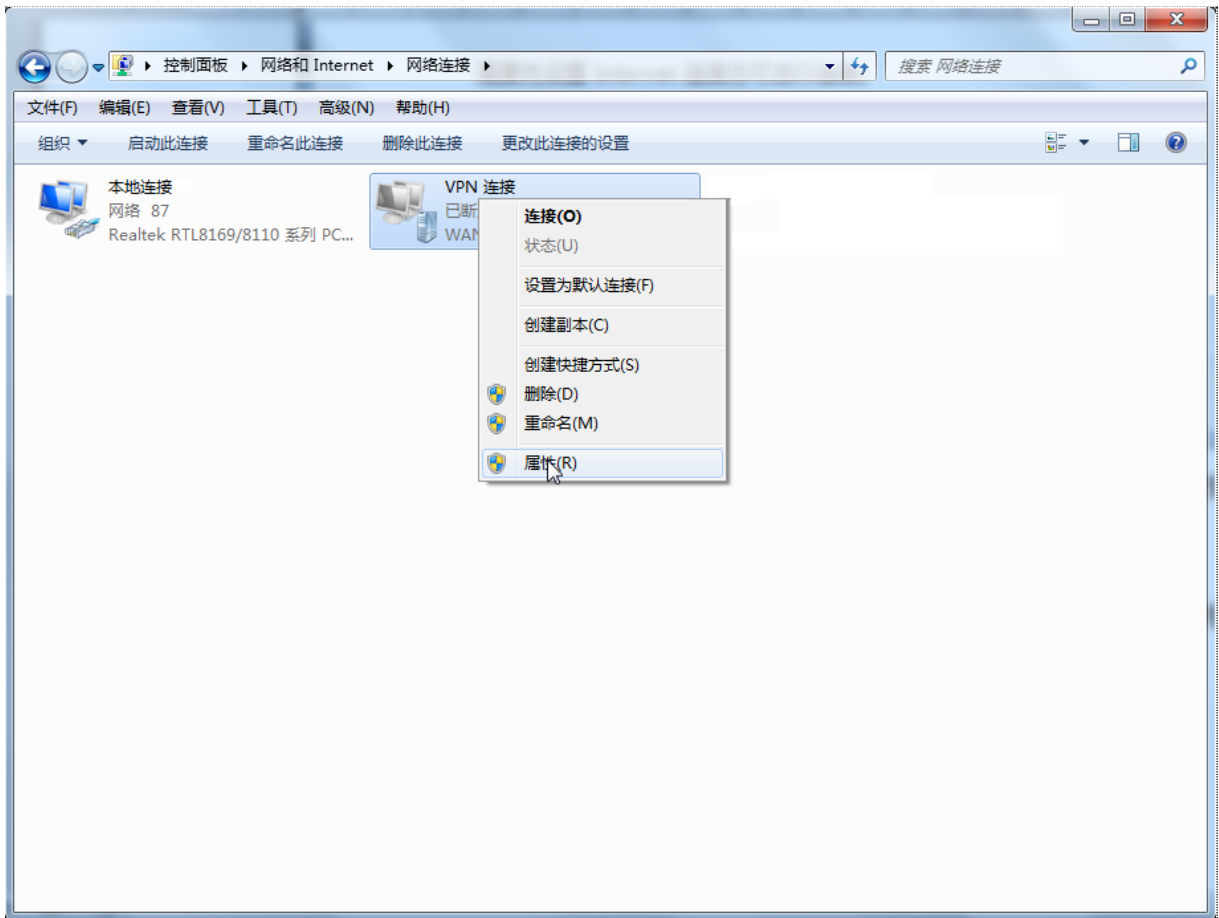 控制面板 网络和 Internet 网络连接
搜索 网络连接
文件(F) 编辑(E) 查看(V) 工具(T) 高级(N) 帮助(H)
组织 启动此连接 重命名此连接 删除此连接 更改此连接的设置
本地连接
网络 87
Realtek RTL8169/8110 系列 PC...
VPN 连接
已断
WAN
连接(O)
状态(U)
设置为默认连接(F)
创建副本(C)
创建快捷方式(S)
删除(D)
重命名(M)
属性(R)